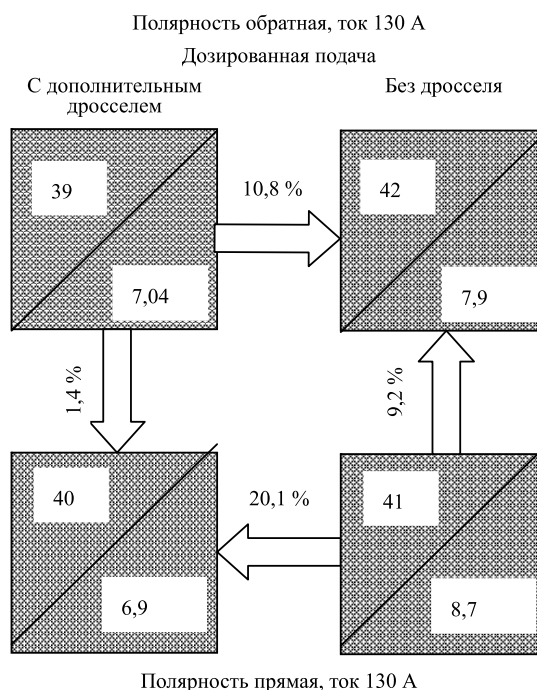 Полярность обратная, ток 130 А
Дозированная подача
С дополнительным
дросселем
Без дросселя
39
10,8 %
42
7,04
7,9
1,4 %
9,2 %
40
20,1 %
41
6,9
8,7
Полярность прямая, ток 130 А